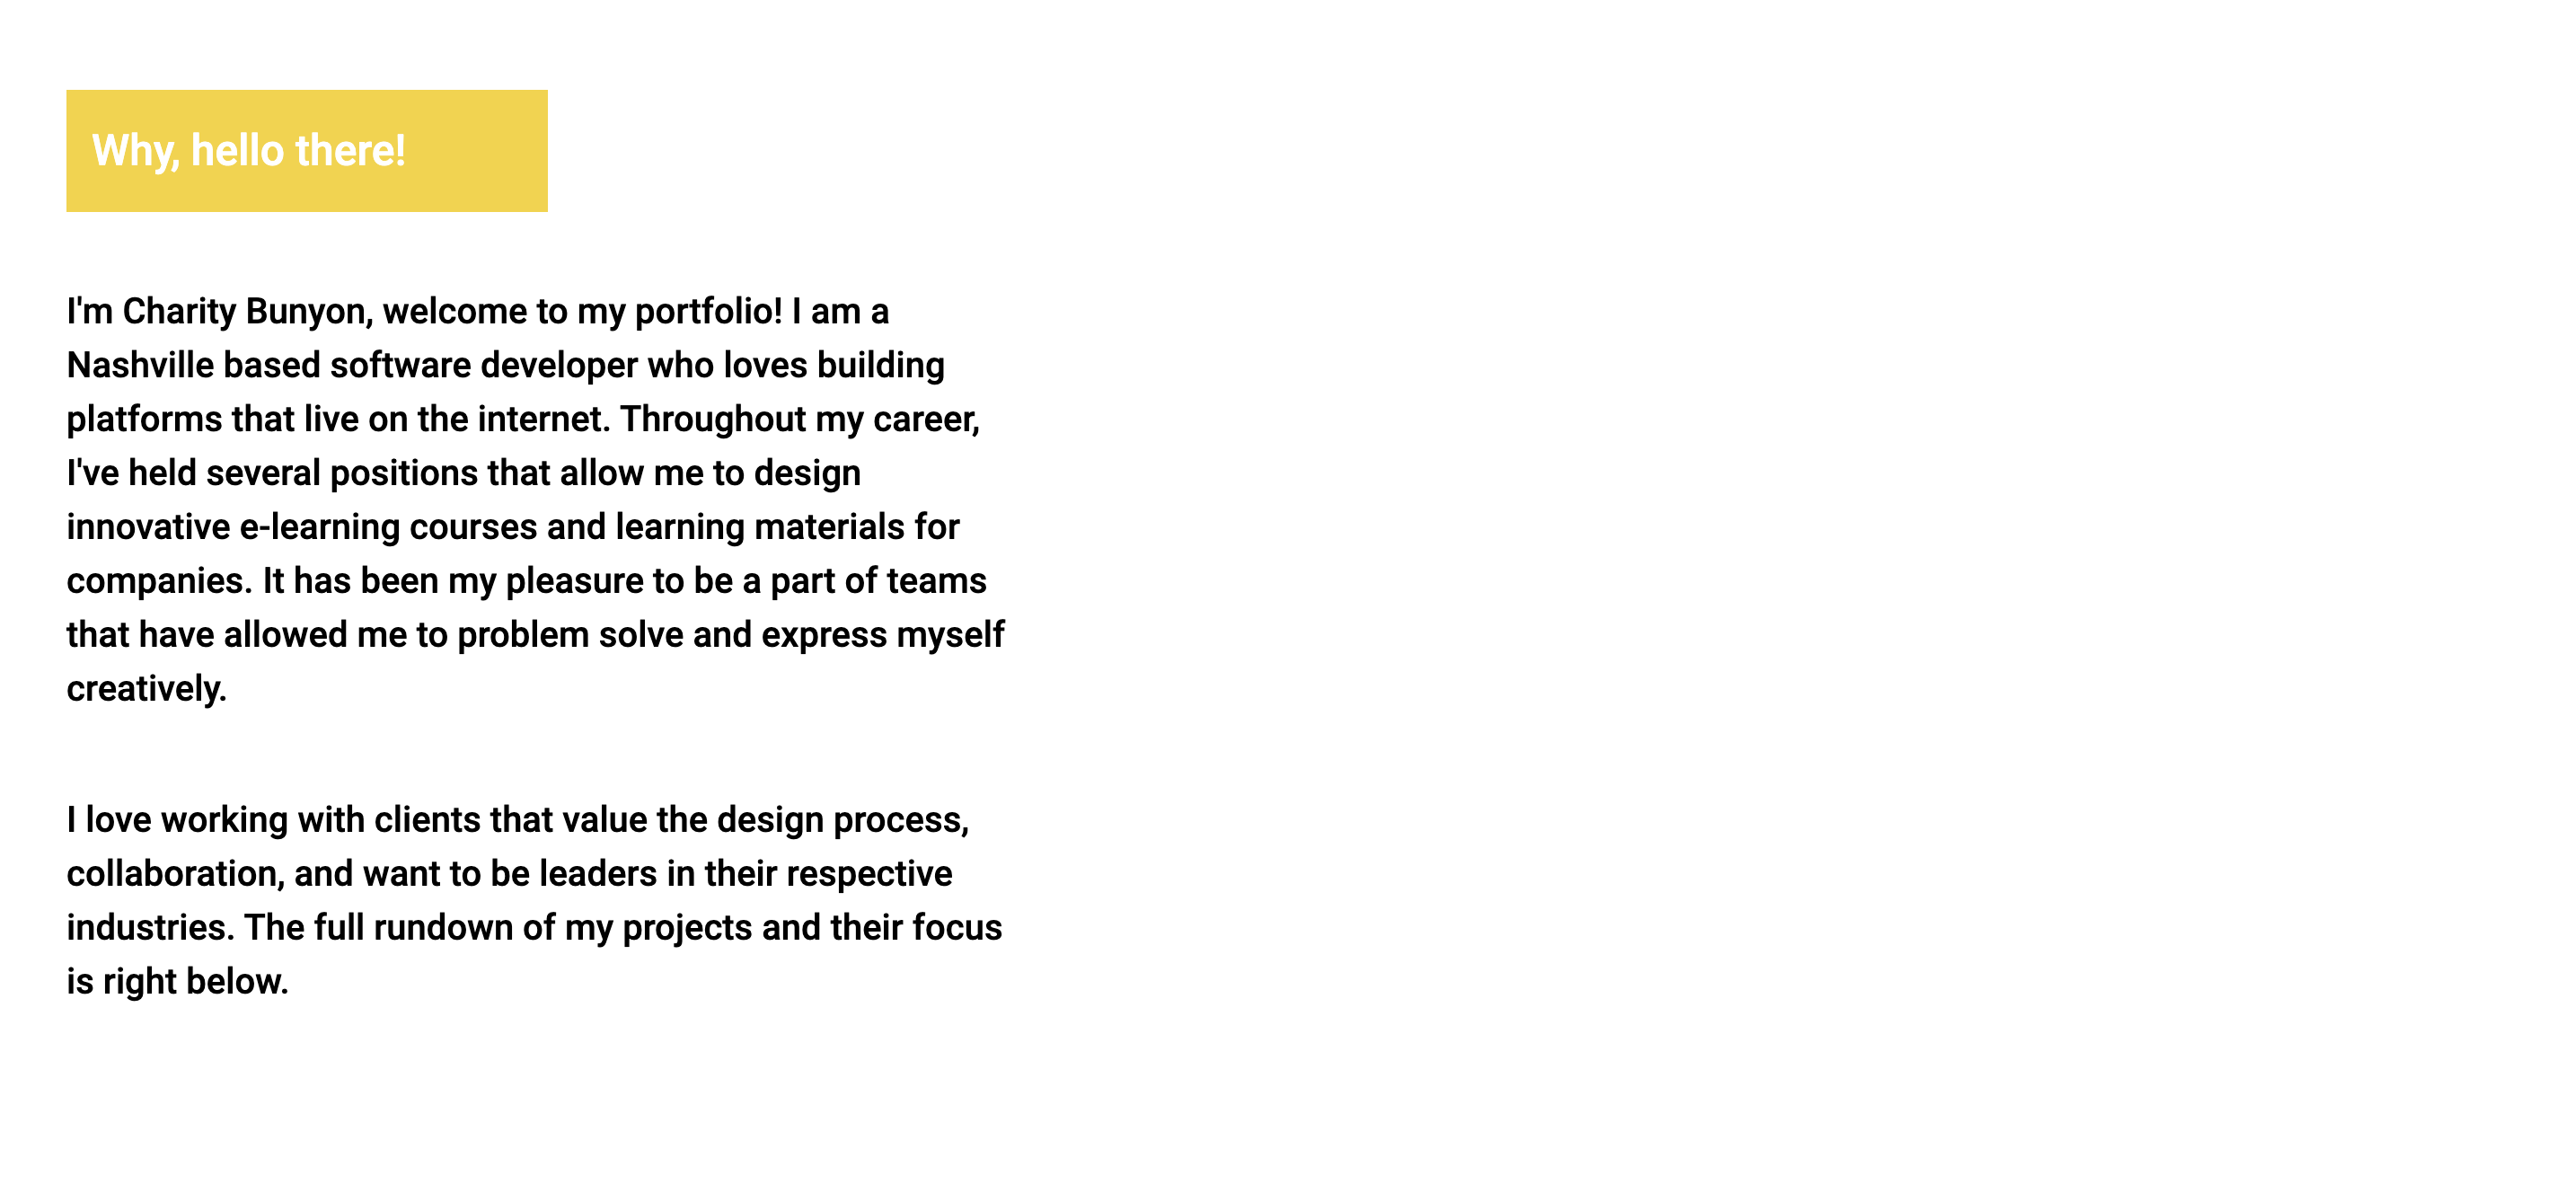 Why, hello there!
I'm Charity Bunyon, welcome to my portfolio! I am a
Nashville based software developer who loves building
platforms that live on the internet. Throughout my career,
I've held several positions that allow me to design
innovative e-learning courses and learning materials for
companies. It has been my pleasure to be a part of teams
that have allowed me to problem solve and express myself
creatively.
I love working with clients that value the design process,
collaboration, and want to be leaders in their respective
industries. The full rundown of my projects and their focus
is right below.